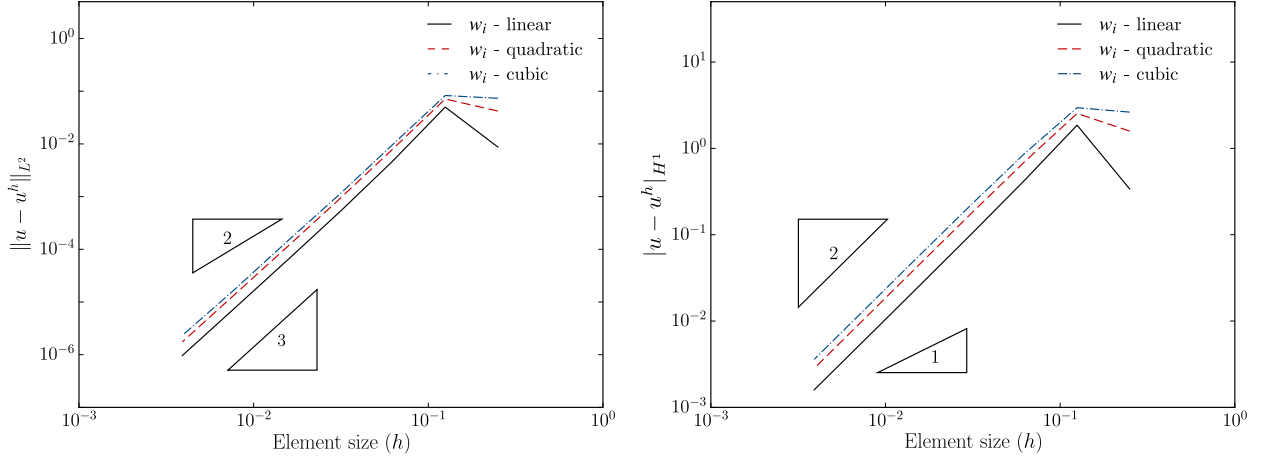 w_i - linear
w_i - quadratic
w_i - cubic
10^0
10^{-2}
10^{-4}
10^{-6}
‖u − u^h‖_{L^2}
2
3
10^{-3}
10^{-2}
10^{-1}
10^0
Element size (h)
w_i - linear
w_i - quadratic
w_i - cubic
10^1
10^0
10^{-1}
10^{-2}
10^{-3}
|u − u^h|_{H^1}
2
1
10^{-3}
10^{-2}
10^{-1}
10^0
Element size (h)